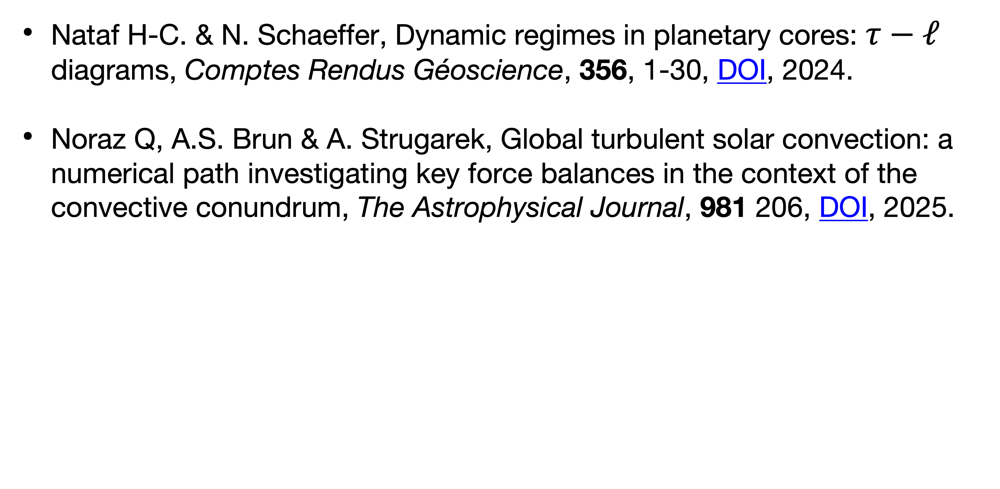 • Nataf H-C. & N. Schaeffer, Dynamic regimes in planetary cores: τ − ℓ
diagrams, Comptes Rendus Géoscience, 356, 1-30, DOI, 2024.
• Noraz Q, A.S. Brun & A. Strugarek, Global turbulent solar convection: a
numerical path investigating key force balances in the context of the
convective conundrum, The Astrophysical Journal, 981 206, DOI, 2025.